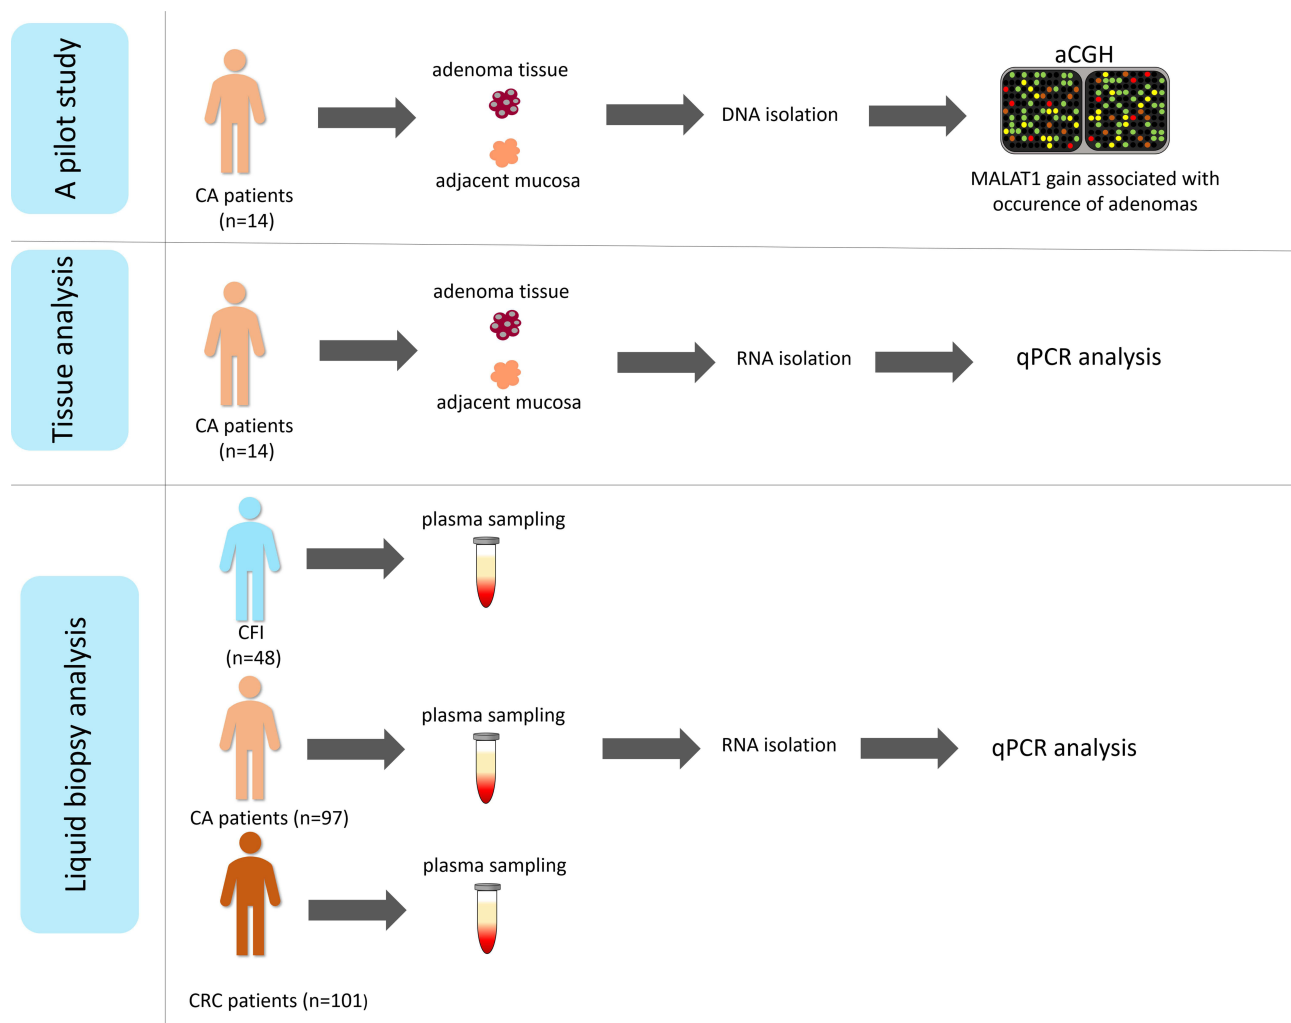 A pilot study
CA patients
(n=14)
adenoma tissue
adjacent mucosa
DNA isolation
aCGH
MALAT1 gain associated with
occurence of adenomas
Tissue analysis
CA patients
(n=14)
adenoma tissue
adjacent mucosa
RNA isolation
qPCR analysis
Liquid biopsy analysis
CFI
(n=48)
plasma sampling
CA patients (n=97)
plasma sampling
RNA isolation
qPCR analysis
CRC patients (n=101)
plasma sampling